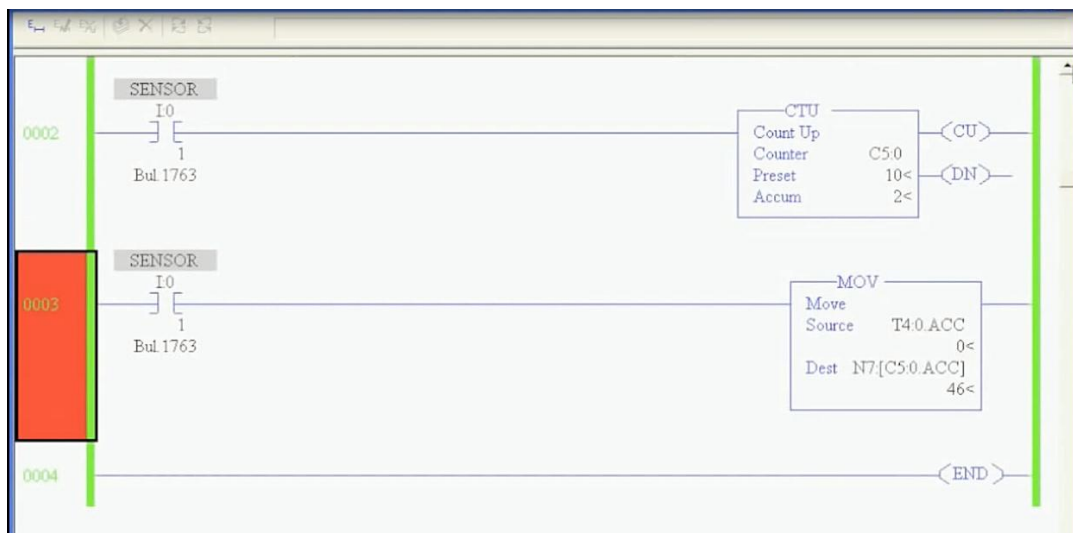 SENSOR
I:0
0002
1
Bul.1763
CTU
Count Up
Counter C5:0
Preset 10<
Accum 2<
CU
DN
SENSOR
I:0
0003
1
Bul.1763
MOV
Move
Source T4:0.ACC
0<
Dest N7:[C5:0.ACC]
46<
0004
END